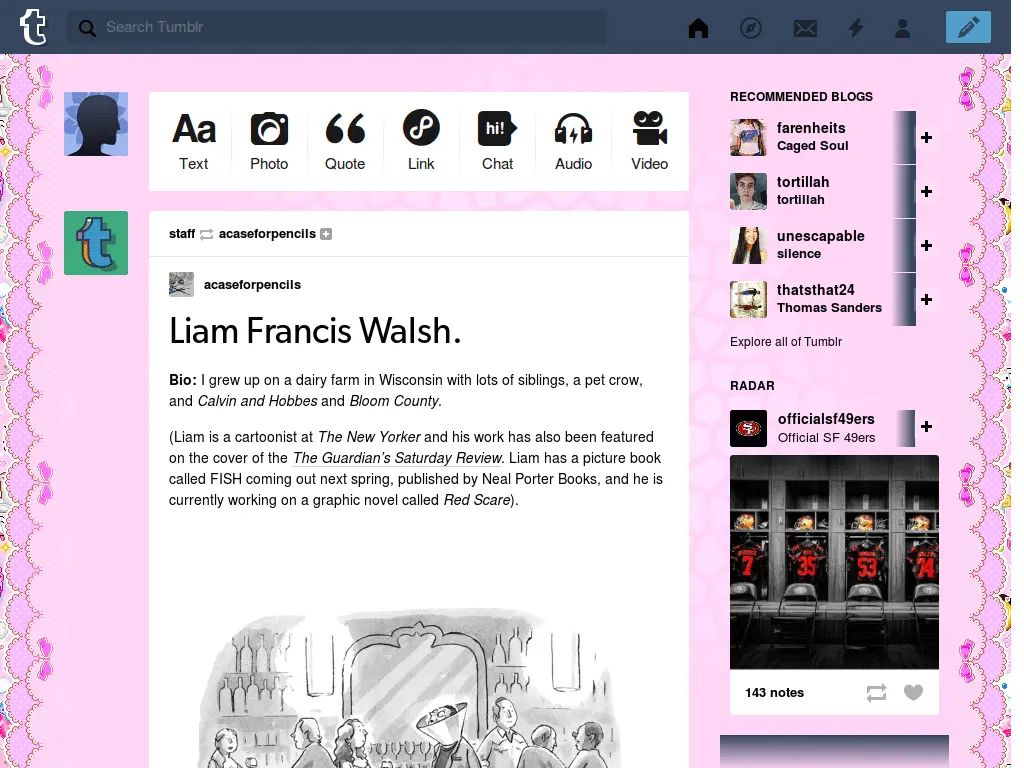 Search Tumblr
Aa
hi!
Text
Photo
Quote
Link
Chat
Audio
Video
staff acaseforpencils
acaseforpencils
Liam Francis Walsh.
Bio: I grew up on a dairy farm in Wisconsin with lots of siblings, a pet crow,
and Calvin and Hobbes and Bloom County.
(Liam is a cartoonist at The New Yorker and his work has also been featured
on the cover of the The Guardian's Saturday Review. Liam has a picture book
called FISH coming out next spring, published by Neal Porter Books, and he is
currently working on a graphic novel called Red Scare).
RECOMMENDED BLOGS
farenheits
Caged Soul
tortillah
tortillah
unescapable
silence
thatsthat24
Thomas Sanders
Explore all of Tumblr
RADAR
officialsf49ers
Official SF 49ers
7
35
53
74
143 notes